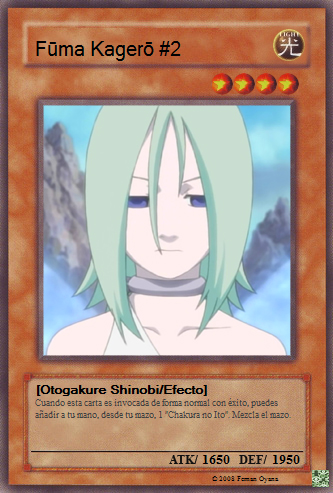 Fūma Kagerō #2
LIGHT
光
[Otogakure Shinobi/Efecto]
Cuando esta carta es invocada de forma normal con éxito, puedes
añadir a tu mano, desde tu mazo, 1 "Chakura no Ito". Mezcla el mazo.
ATK/ 1650 DEF/ 1950
©2008 Fernan Oyama